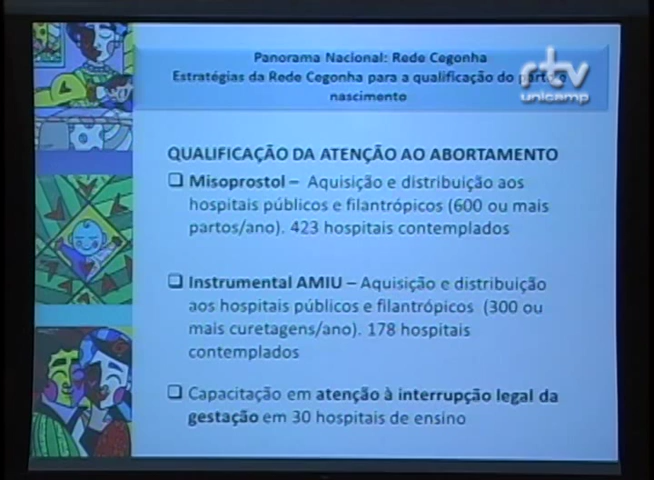 Panorama Nacional: Rede Cegonha
Estratégias da Rede Cegonha para a qualificação do parto e
nascimento
rtv
unicamp
QUALIFICAÇÃO DA ATENÇÃO AO ABORTAMENTO
❑ Misoprostol – Aquisição e distribuição aos
hospitais públicos e filantrópicos (600 ou mais
partos/ano). 423 hospitais contemplados
❑ Instrumental AMIU – Aquisição e distribuição
aos hospitais públicos e filantrópicos (300 ou
mais curetagens/ano). 178 hospitais
contemplados
❑ Capacitação em atenção à interrupção legal da
gestação em 30 hospitais de ensino